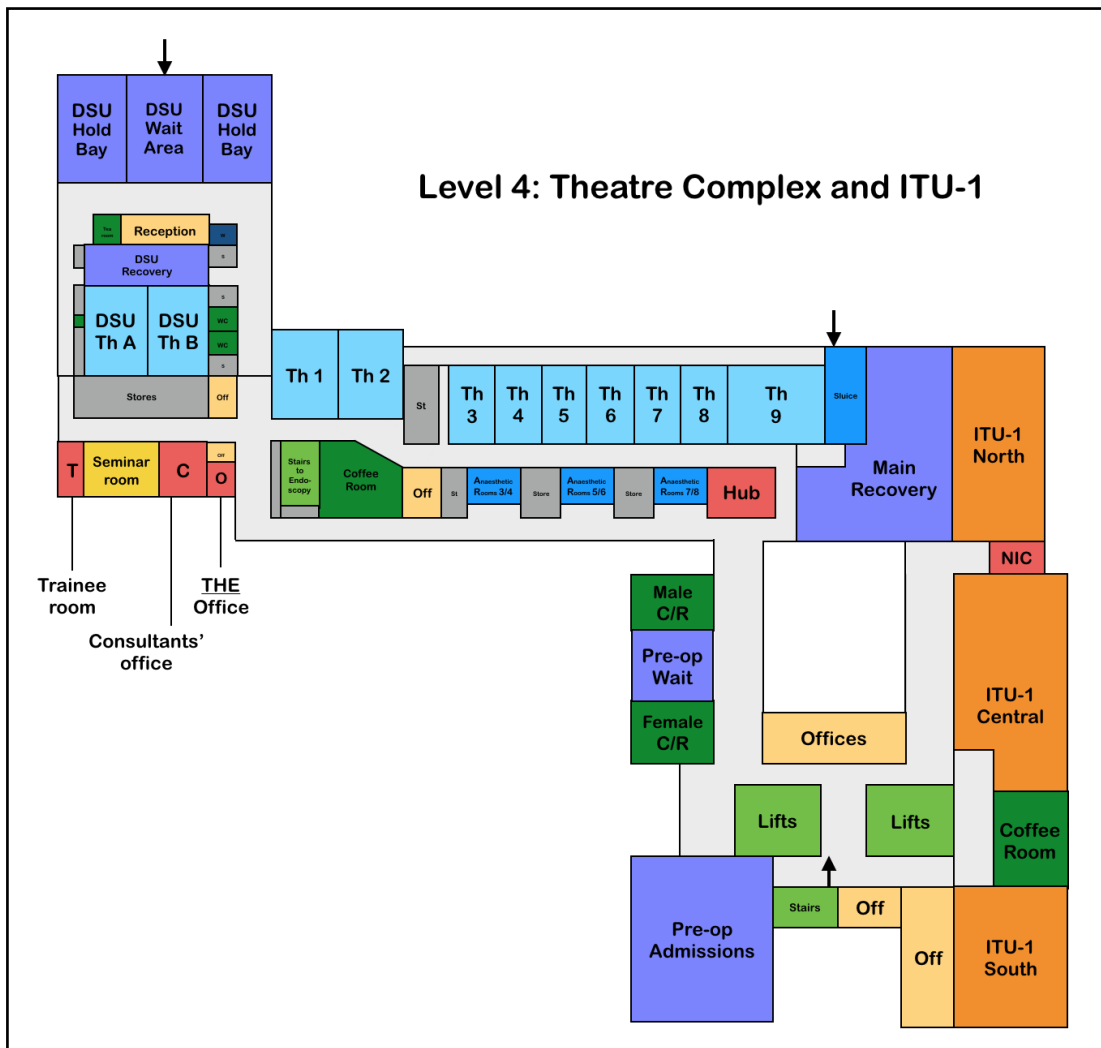 DSU
Hold
Bay
DSU
Wait
Area
DSU
Hold
Bay
Level 4: Theatre Complex and ITU-1
Tea
room
Reception
W
S
DSU
Recovery
DSU
Th A
DSU
Th B
S
WC
WC
S
Stores
Off
Th 1
Th 2
St
Th
3
Th
4
Th
5
Th
6
Th
7
Th
8
Th
9
Sluice
Main
Recovery
ITU-1
North
T
Seminar
room
C
Off
O
Stairs
to
Endo-
scopy
Coffee
Room
Off
St
Anaesthetic
Rooms 3/4
Store
Anaesthetic
Rooms 5/6
Store
Anaesthetic
Rooms 7/8
Hub
NIC
Trainee
room
Consultants'
office
THE
Office
Male
C/R
Pre-op
Wait
Female
C/R
Offices
ITU-1
Central
Lifts
Lifts
Coffee
Room
Pre-op
Admissions
Stairs
Off
Off
ITU-1
South